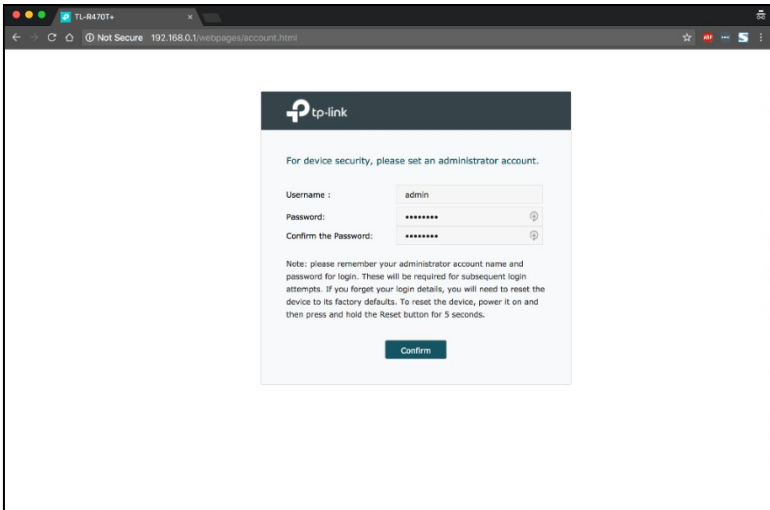 TL-R470T+
Not Secure 192.168.0.1/webpages/account.html
tp-link
For device security, please set an administrator account.
Username :
admin
Password:
••••••••
Confirm the Password:
••••••••
Note: please remember your administrator account name and
password for login. These will be required for subsequent login
attempts. If you forget your login details, you will need to reset the
device to its factory defaults. To reset the device, power it on and
then press and hold the Reset button for 5 seconds.
Confirm